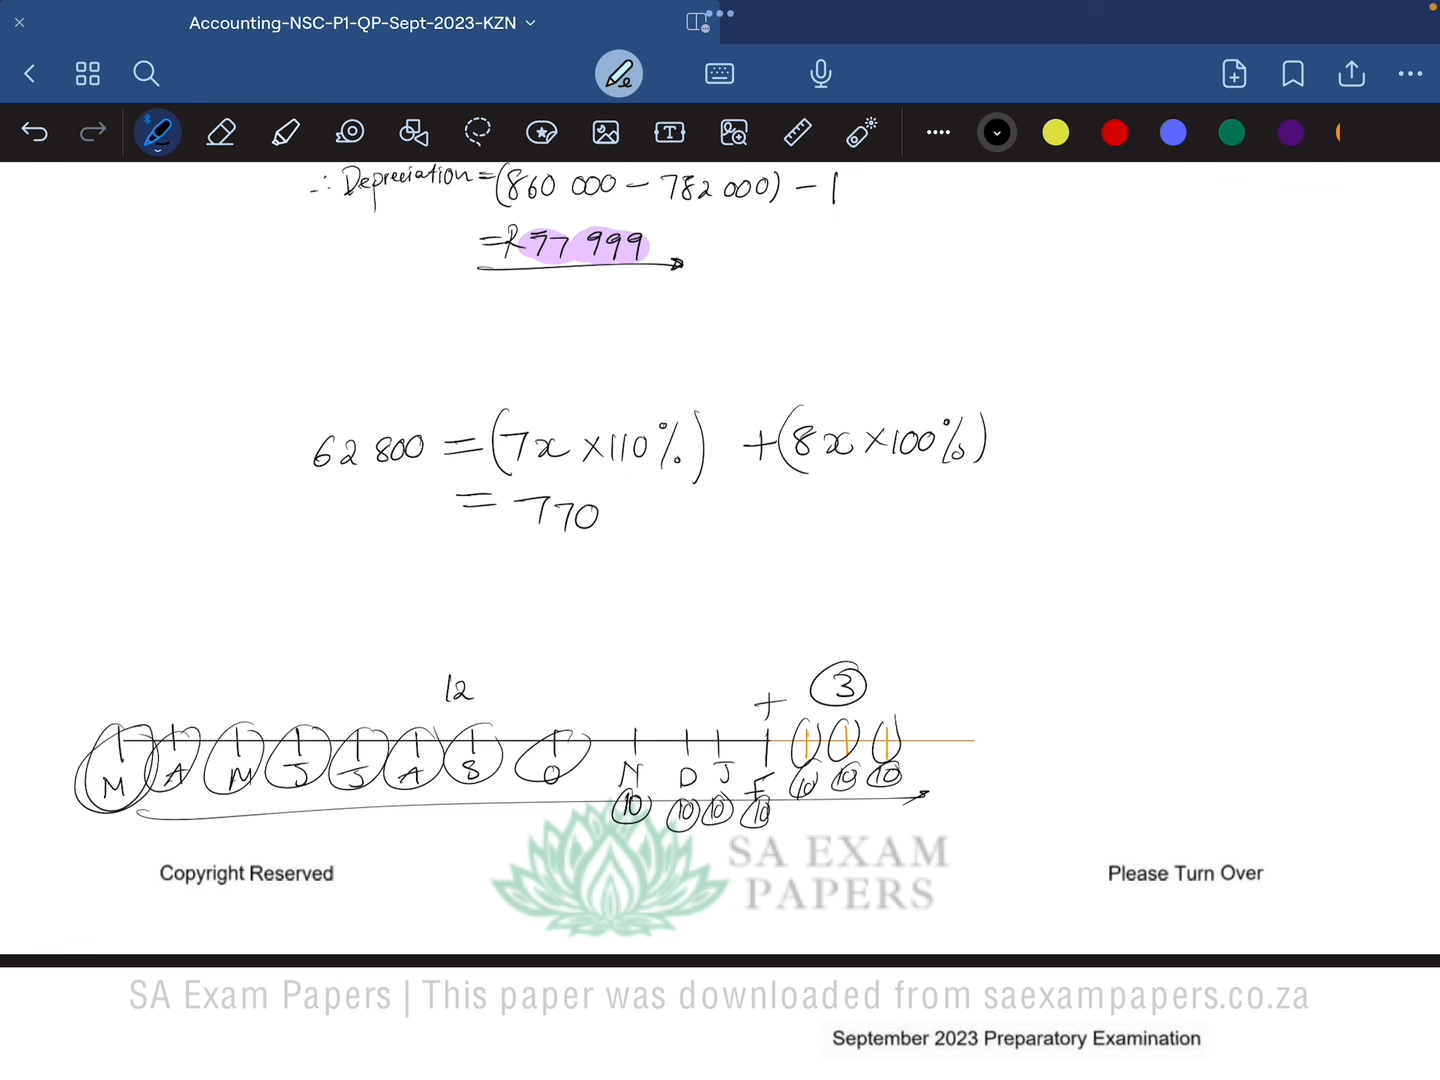 Accounting-NSC-P1-QP-Sept-2023-KZN
∴ Depreciation = (860 000 – 782 000) – 1
= R77 999
62 800 = (7x × 110%) + (8x × 100%)
= 770
12 + 3
M A M J J A S O N D J F
10 10 10 10 10 10 10
SA EXAM
PAPERS
Copyright Reserved
Please Turn Over
SA Exam Papers | This paper was downloaded from saexampapers.co.za
September 2023 Preparatory Examination